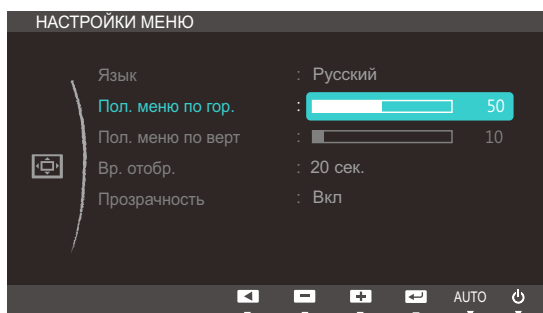 НАСТРОЙКИ МЕНЮ
Язык : Русский
Пол. меню по гор. : 50
Пол. меню по верт : 10
Вр. отобр. : 20 сек.
Прозрачность : Вкл
AUTO